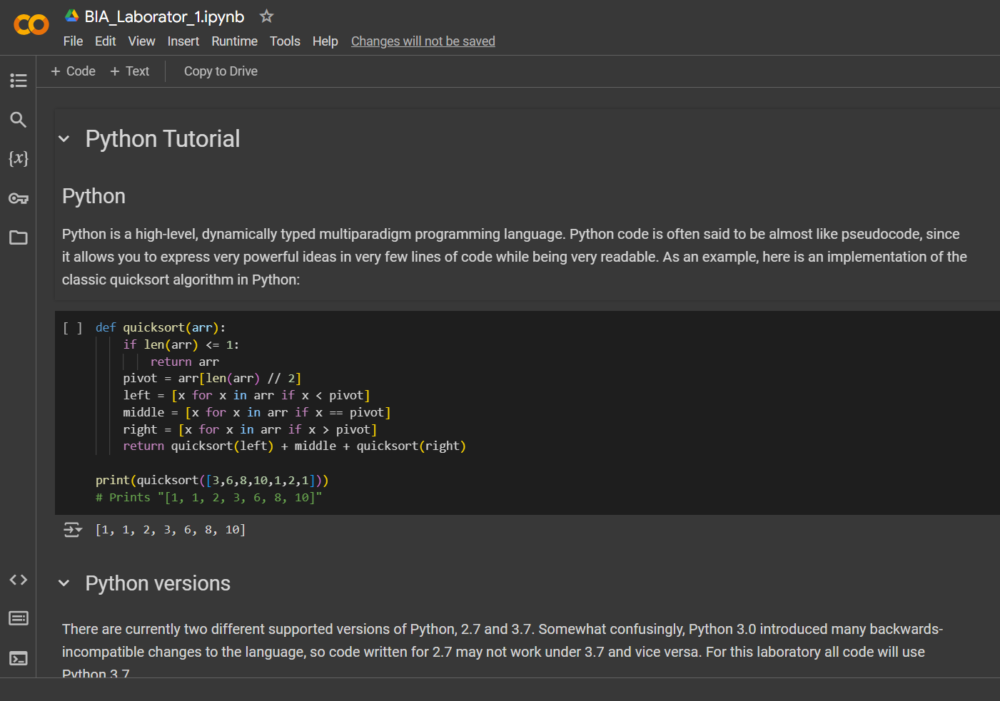 BIA_Laborator_1.ipynb
File Edit View Insert Runtime Tools Help Changes will not be saved
+ Code + Text Copy to Drive
{x}
Python Tutorial
Python
Python is a high-level, dynamically typed multiparadigm programming language. Python code is often said to be almost like pseudocode, since
it allows you to express very powerful ideas in very few lines of code while being very readable. As an example, here is an implementation of the
classic quicksort algorithm in Python:
[ ] def quicksort(arr):
    if len(arr) <= 1:
        return arr
    pivot = arr[len(arr) // 2]
    left = [x for x in arr if x < pivot]
    middle = [x for x in arr if x == pivot]
    right = [x for x in arr if x > pivot]
    return quicksort(left) + middle + quicksort(right)
print(quicksort([3,6,8,10,1,2,1]))
# Prints "[1, 1, 2, 3, 6, 8, 10]"
[1, 1, 2, 3, 6, 8, 10]
Python versions
There are currently two different supported versions of Python, 2.7 and 3.7. Somewhat confusingly, Python 3.0 introduced many backwards-
incompatible changes to the language, so code written for 2.7 may not work under 3.7 and vice versa. For this laboratory all code will use
Python 3.7